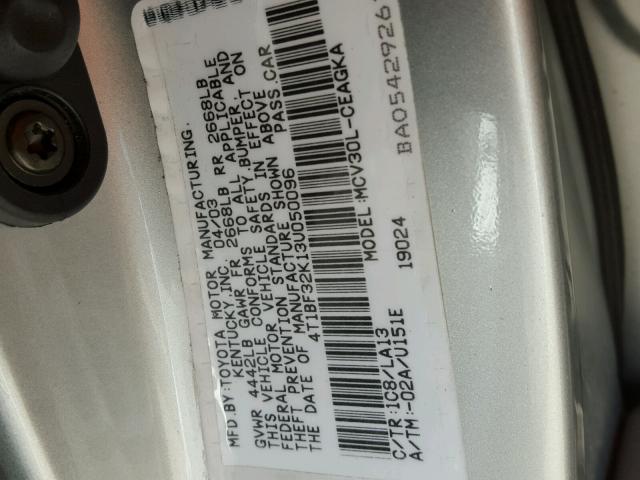 MFD.BY:TOYOTA MOTOR MANUFACTURING.
KENTUCKY,INC. 04/03
GVWR 4442LB GAWR FR 2668LB RR 2668LB
THIS VEHICLE CONFORMS TO ALL APPLICABLE
FEDERAL MOTOR VEHICLE SAFETY,BUMPER, AND
THEFT PREVENTION STANDARDS IN EFFECT ON
THE DATE OF MANUFACTURE SHOWN ABOVE
4T1BF32K13U050096 PASS.CAR
MODEL:MCV30L-CEAGKA
19024 BA0542926
C/TR:1C8/LA13
A/TM:-02A/U151E